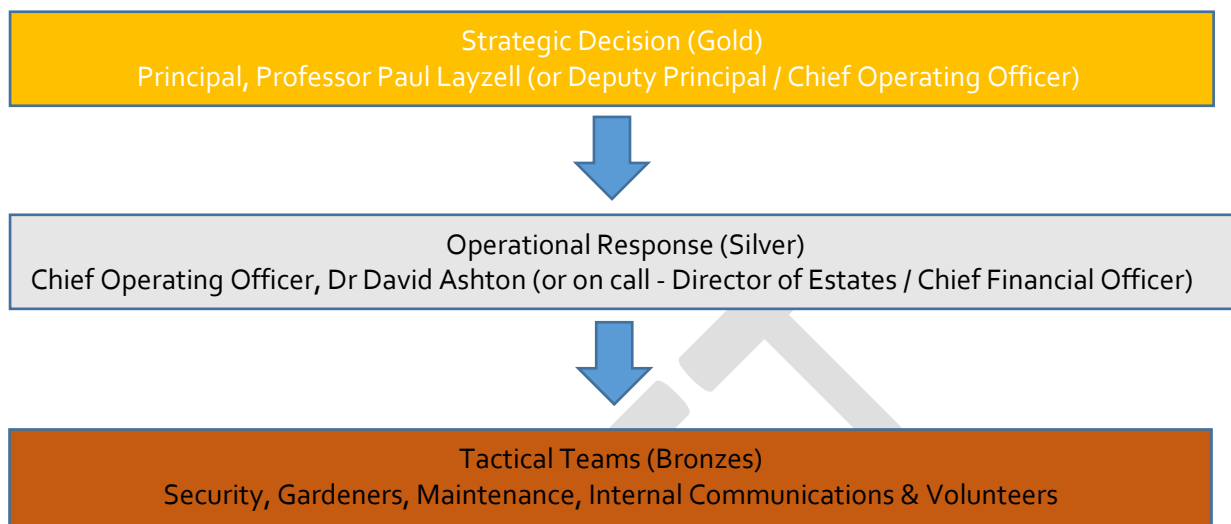 Strategic Decision (Gold)
Principal, Professor Paul Layzell (or Deputy Principal / Chief Operating Officer)
Operational Response (Silver)
Chief Operating Officer, Dr David Ashton (or on call - Director of Estates / Chief Financial Officer)
Tactical Teams (Bronzes)
Security, Gardeners, Maintenance, Internal Communications & Volunteers